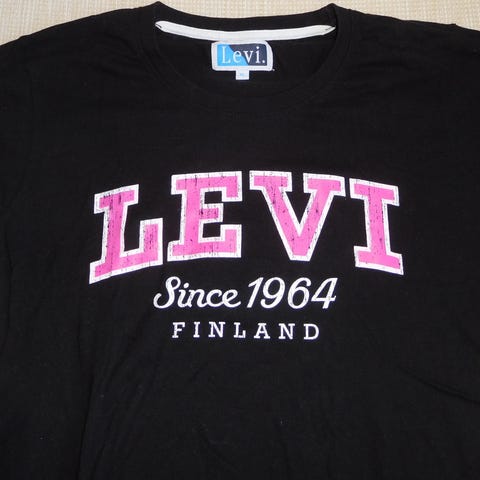 Levi.
LEVI
Since 1964
FINLAND